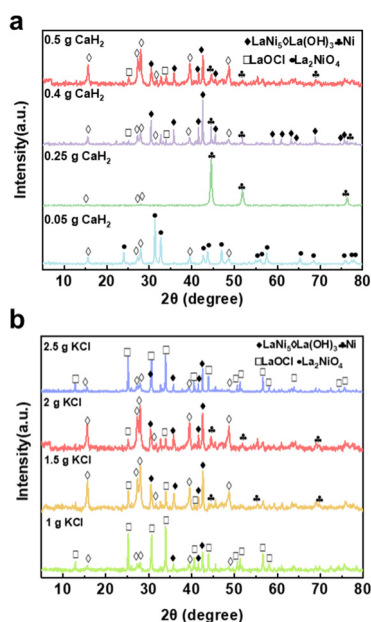 a
◆LaNi₅◇La(OH)₃♣Ni
□LaOCl ●La₂NiO₄
0.5 g CaH₂
0.4 g CaH₂
0.25 g CaH₂
0.05 g CaH₂
Intensity(a.u.)
10 20 30 40 50 60 70 80
2θ (degree)
b
◆LaNi₅◇La(OH)₃♣Ni
□LaOCl ●La₂NiO₄
2.5 g KCl
2 g KCl
1.5 g KCl
1 g KCl
Intensity(a.u.)
10 20 30 40 50 60 70 80
2θ (degree)